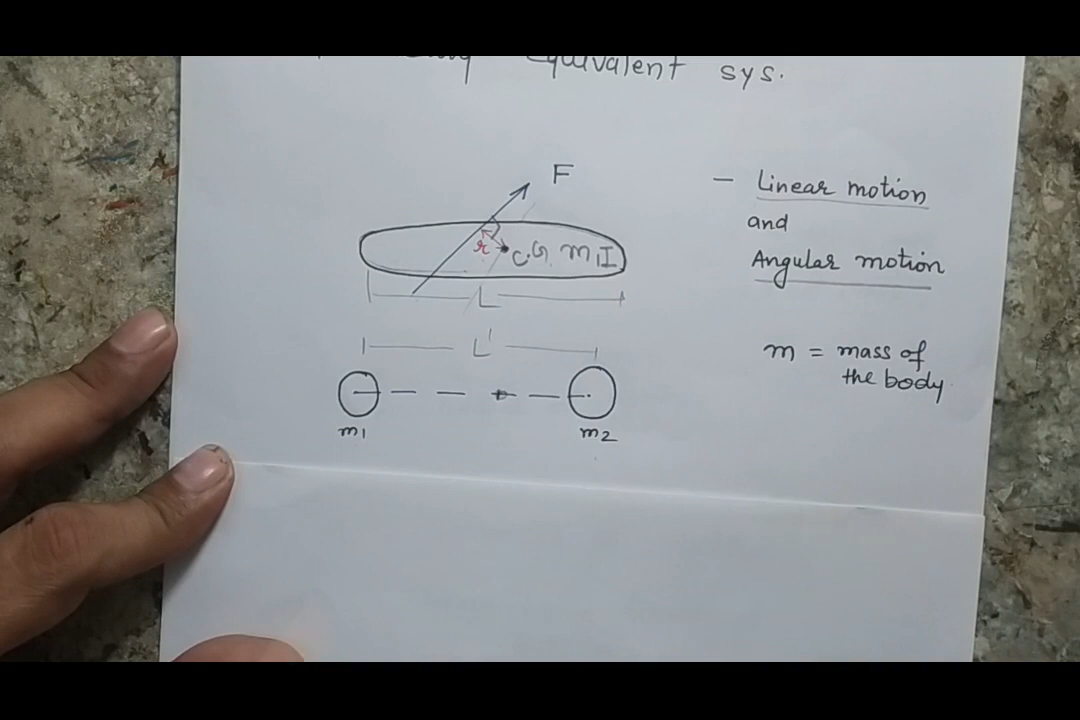 Equivalent sys.
F
r C.G m, I
L
L'
m1 m2
— Linear motion
and
Angular motion
m = mass of
the body.